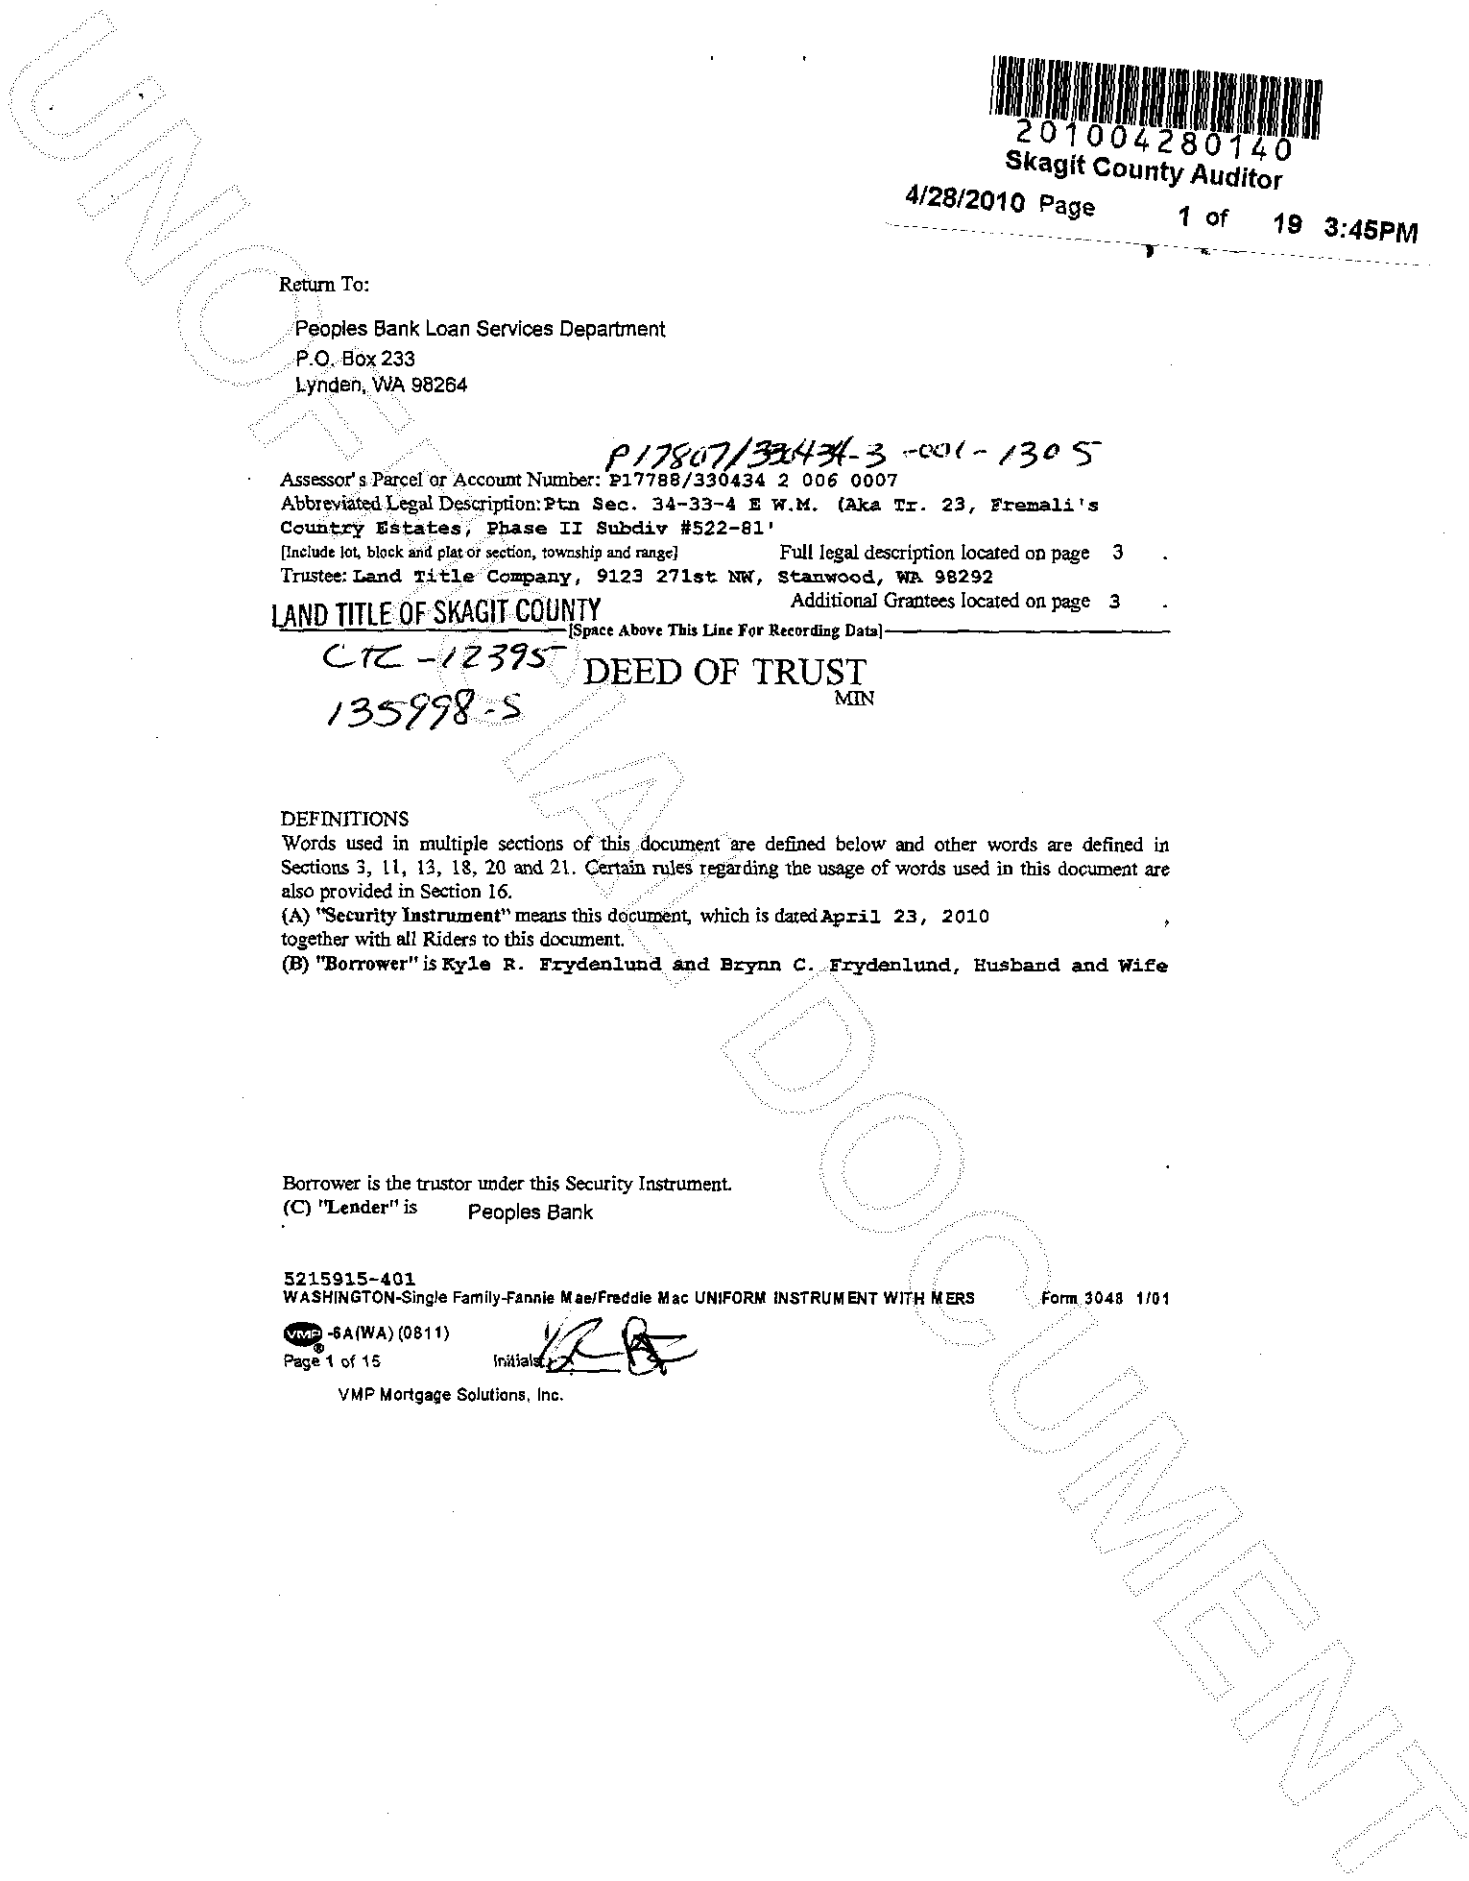 201004280140
Skagit County Auditor
4/28/2010 Page 1 of 19 3:45PM
Return To:
Peoples Bank Loan Services Department
P.O. Box 233
Lynden, WA 98264
P17807/330434-3-001-1305
Assessor's Parcel or Account Number: P17788/330434 2 006 0007
Abbreviated Legal Description: Ptn Sec. 34-33-4 E W.M. (Aka Tr. 23, Fremali's
Country Estates, Phase II Subdiv #522-81'
[Include lot, block and plat or section, township and range] Full legal description located on page 3 .
Trustee: Land Title Company, 9123 271st NW, Stanwood, WA 98292
Additional Grantees located on page 3 .
LAND TITLE OF SKAGIT COUNTY
[Space Above This Line For Recording Data]
CTC-12395
DEED OF TRUST
135998-S
MIN
DEFINITIONS
Words used in multiple sections of this document are defined below and other words are defined in
Sections 3, 11, 13, 18, 20 and 21. Certain rules regarding the usage of words used in this document are
also provided in Section 16.
(A) "Security Instrument" means this document, which is dated April 23, 2010 ,
together with all Riders to this document.
(B) "Borrower" is Kyle R. Frydenlund and Brynn C. Frydenlund, Husband and Wife
Borrower is the trustor under this Security Instrument.
(C) "Lender" is Peoples Bank
5215915-401
WASHINGTON-Single Family-Fannie Mae/Freddie Mac UNIFORM INSTRUMENT WITH MERS Form 3048 1/01
VMP ® -6A(WA) (0811)
Page 1 of 15 Initials:
VMP Mortgage Solutions, Inc.
UNOFFICIAL DOCUMENT